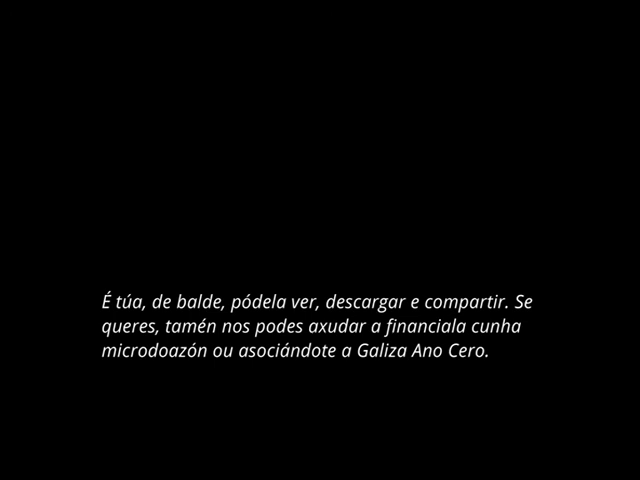 É túa, de balde, pódela ver, descargar e compartir. Se
queres, tamén nos podes axudar a financiala cunha
microdoazón ou asociándote a Galiza Ano Cero.